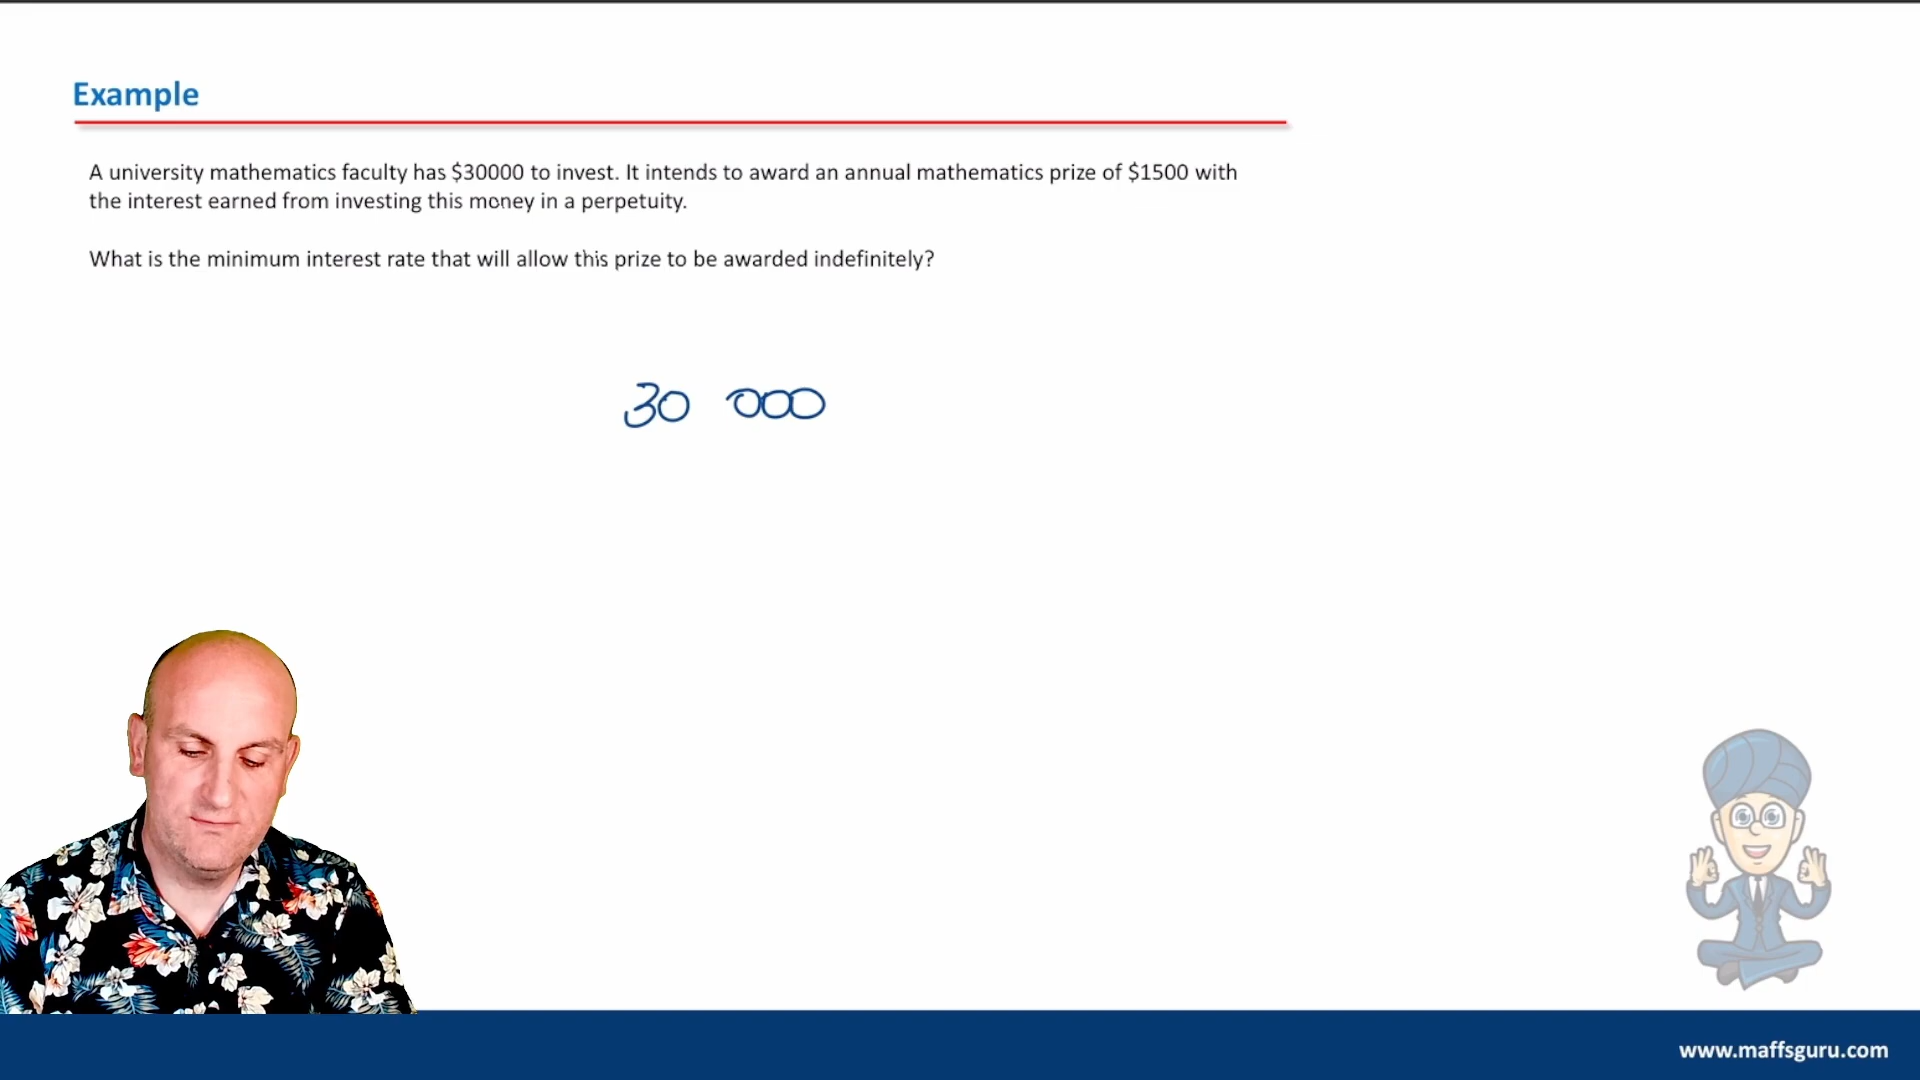 Example
A university mathematics faculty has $30000 to invest. It intends to award an annual mathematics prize of $1500 with
the interest earned from investing this money in a perpetuity.
What is the minimum interest rate that will allow this prize to be awarded indefinitely?
30 000
www.maffsguru.com